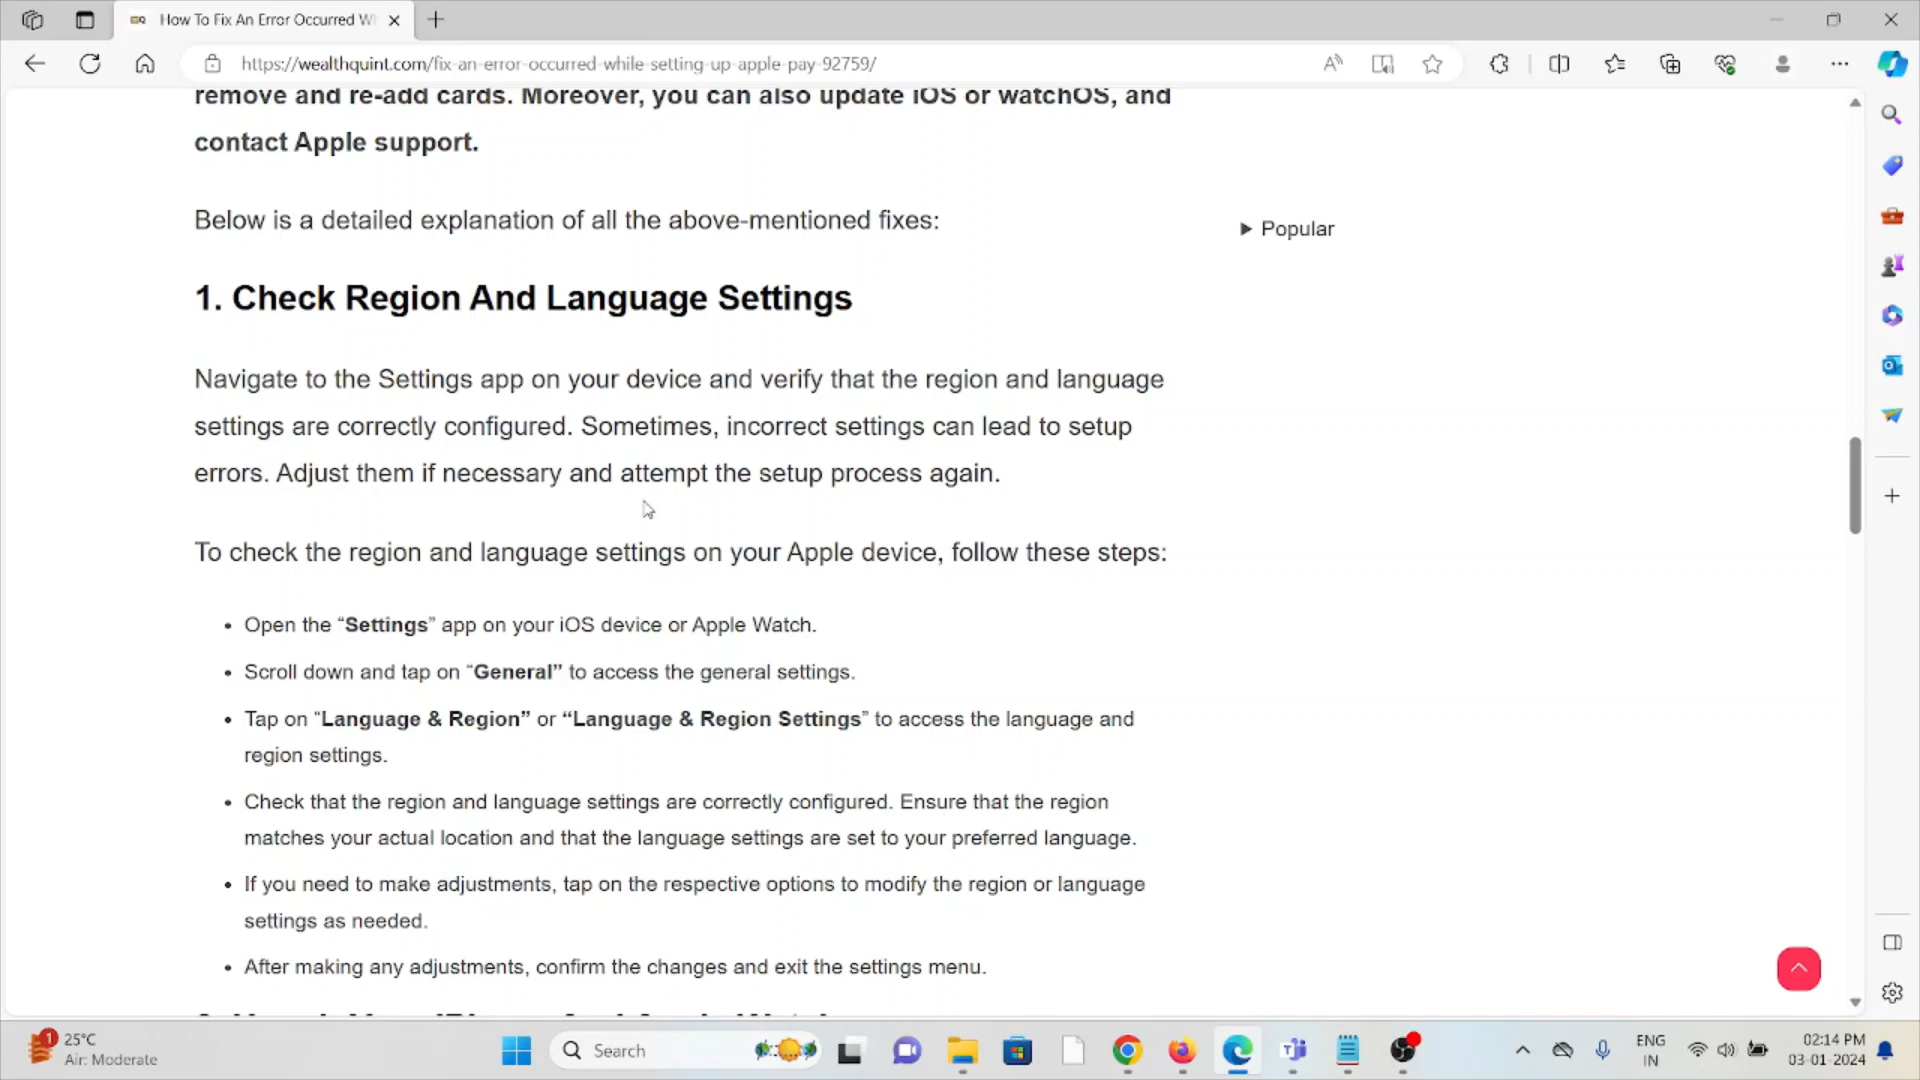 How To Fix An Error Occurred W
https://wealthquint.com/fix-an-error-occurred-while-setting-up-apple-pay-92759/
remove and re-add cards. Moreover, you can also update iOS or watchOS, and
contact Apple support.
Below is a detailed explanation of all the above-mentioned fixes:
▶ Popular
1. Check Region And Language Settings
Navigate to the Settings app on your device and verify that the region and language
settings are correctly configured. Sometimes, incorrect settings can lead to setup
errors. Adjust them if necessary and attempt the setup process again.
To check the region and language settings on your Apple device, follow these steps:
• Open the “Settings” app on your iOS device or Apple Watch.
• Scroll down and tap on “General” to access the general settings.
• Tap on “Language & Region” or “Language & Region Settings” to access the language and
region settings.
• Check that the region and language settings are correctly configured. Ensure that the region
matches your actual location and that the language settings are set to your preferred language.
• If you need to make adjustments, tap on the respective options to modify the region or language
settings as needed.
• After making any adjustments, confirm the changes and exit the settings menu.
1
25°C
Air: Moderate
Search
ENG
IN
02:14 PM
03-01-2024